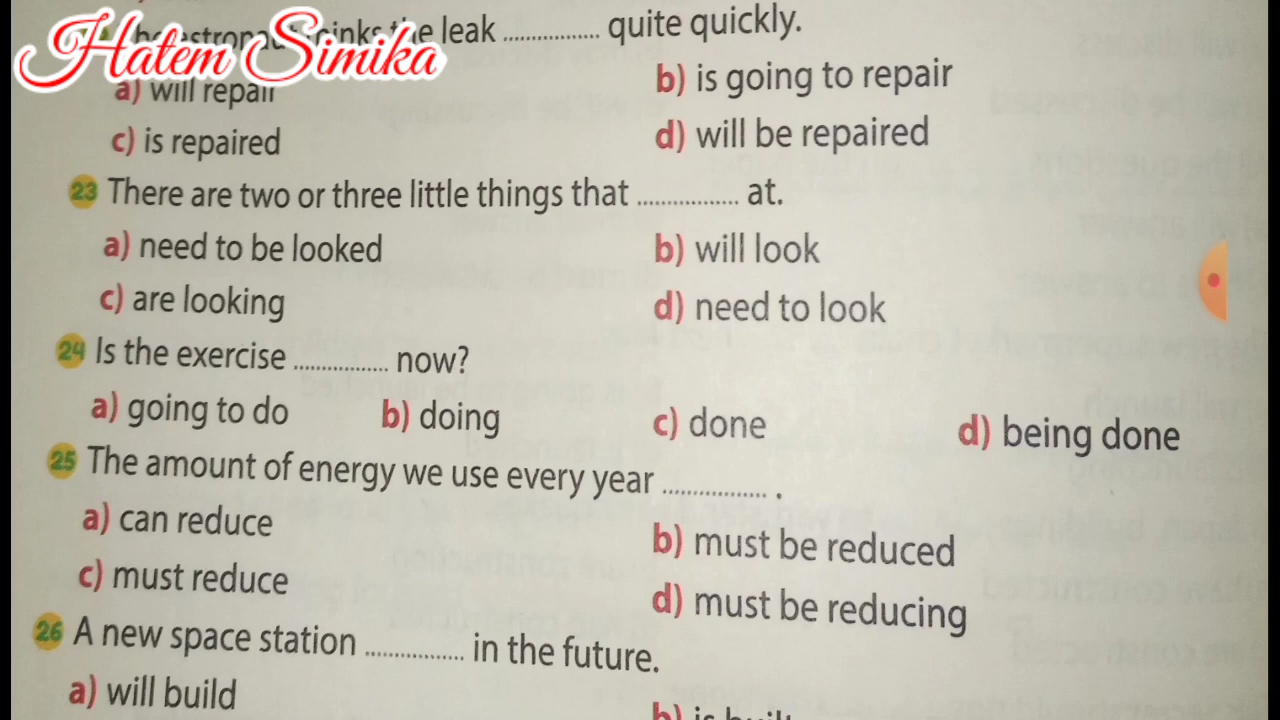 Hatem Simika
the leak ................ quite quickly.
a) will repair
b) is going to repair
c) is repaired
d) will be repaired
23 There are two or three little things that ................ at.
a) need to be looked
b) will look
c) are looking
d) need to look
24 Is the exercise ................ now?
a) going to do b) doing c) done d) being done
25 The amount of energy we use every year ................ .
a) can reduce
b) must be reduced
c) must reduce
d) must be reducing
26 A new space station ................ in the future.
a) will build
b) is built